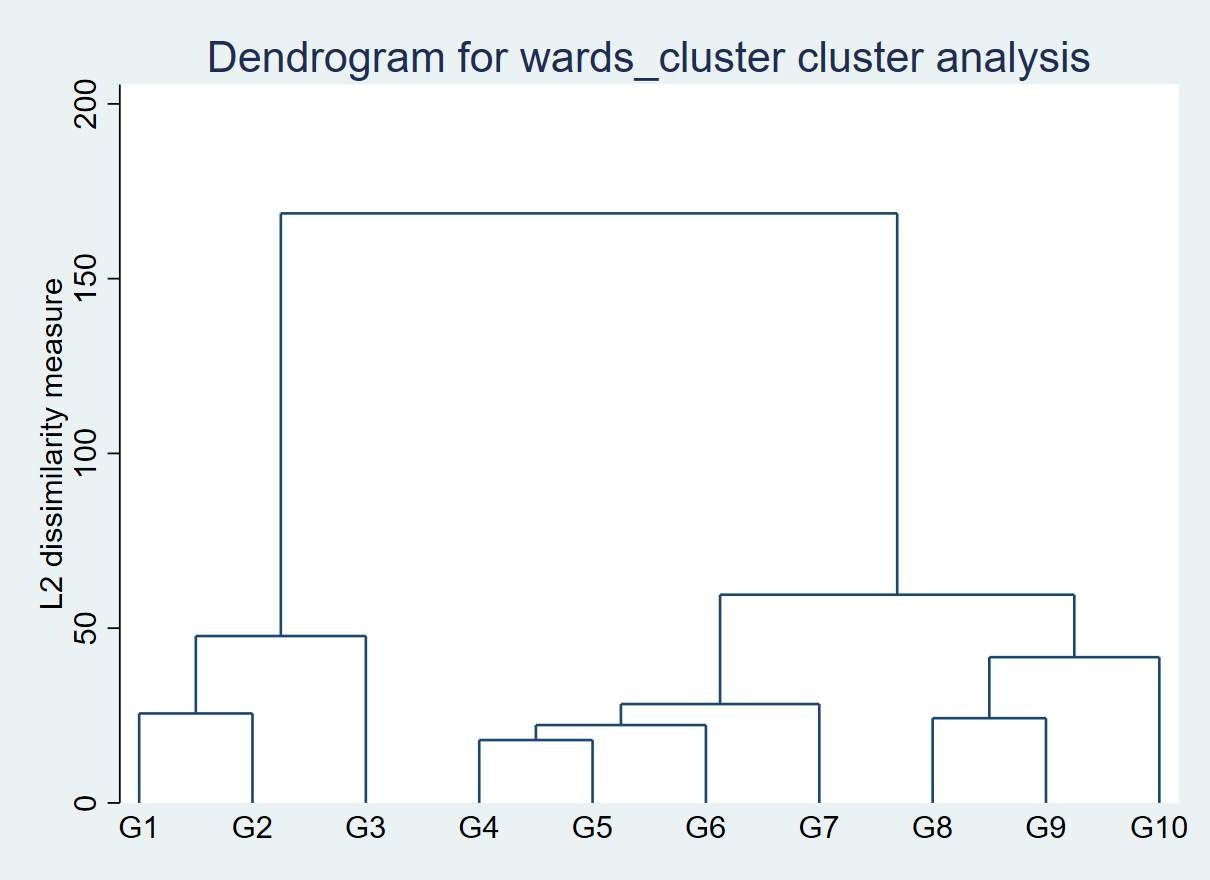 Dendrogram for wards_cluster cluster analysis
L2 dissimilarity measure
200
150
100
50
0
G1 G2 G3 G4 G5 G6 G7 G8 G9 G10